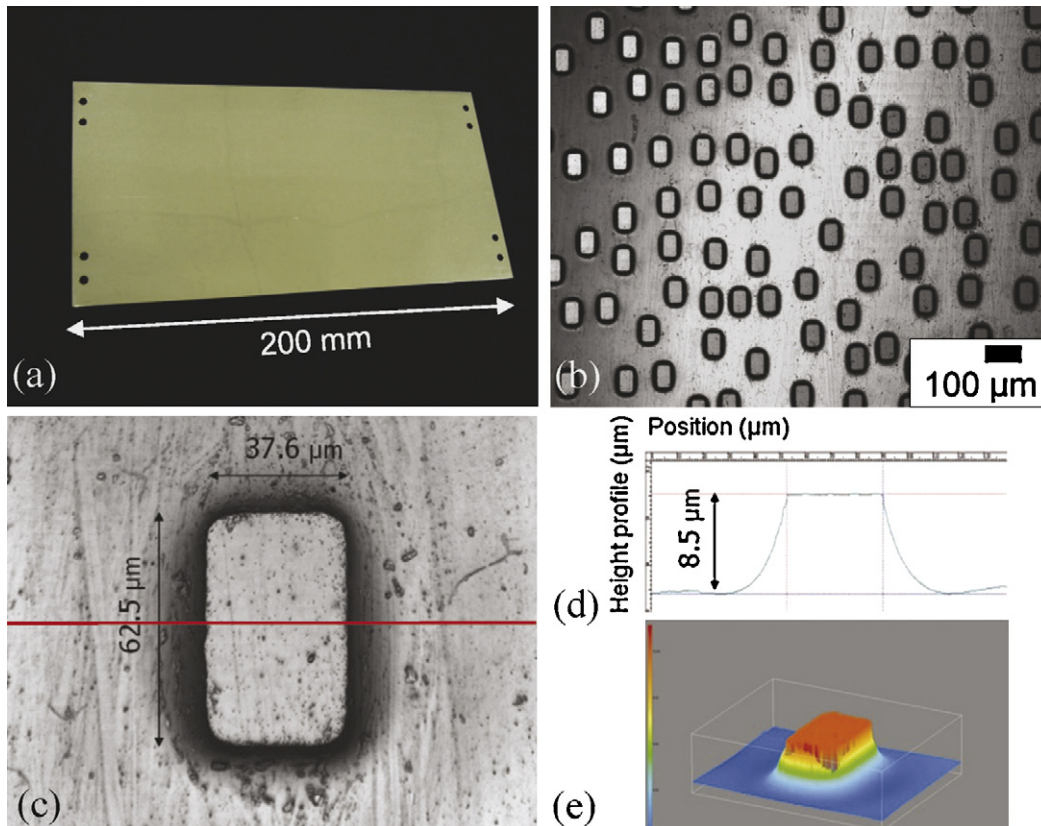 200 mm
(a)
(b)
100 µm
37.6 µm
62.5 µm
(c)
Position (µm)
Height profile (µm)
8.5 µm
(d)
(e)